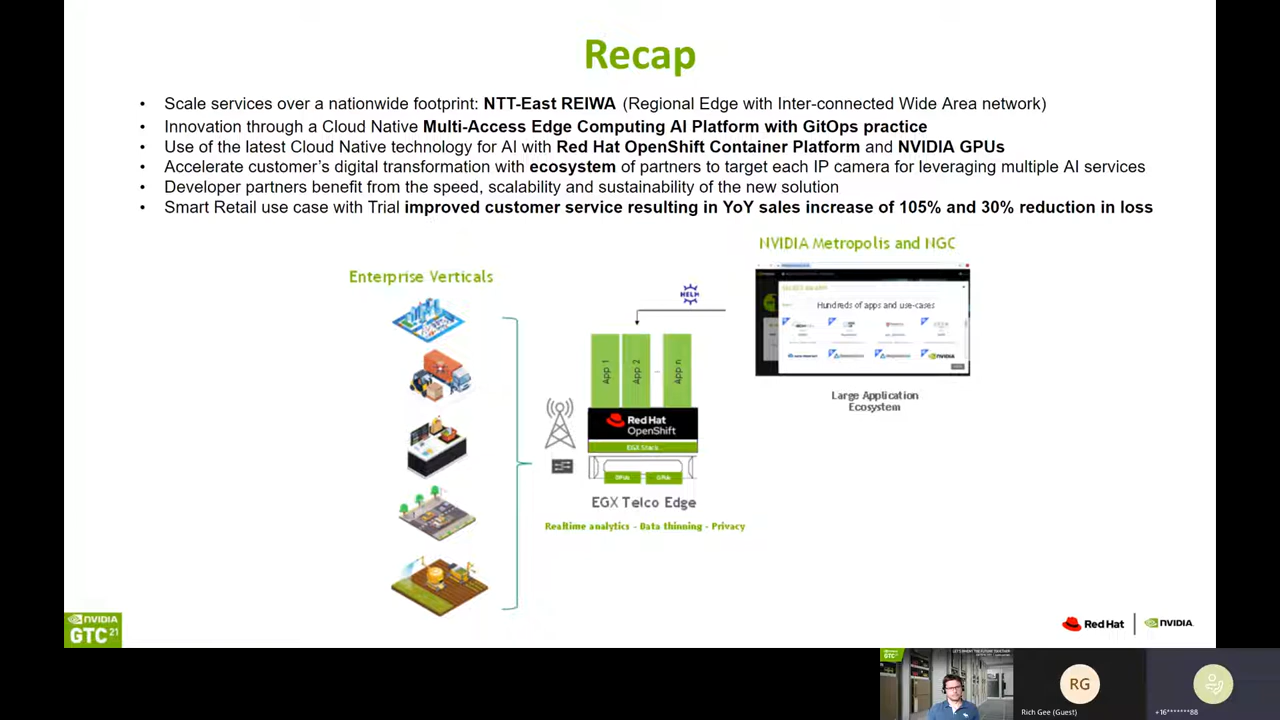 Recap
• Scale services over a nationwide footprint: NTT-East REIWA (Regional Edge with Inter-connected Wide Area network)
• Innovation through a Cloud Native Multi-Access Edge Computing AI Platform with GitOps practice
• Use of the latest Cloud Native technology for AI with Red Hat OpenShift Container Platform and NVIDIA GPUs
• Accelerate customer's digital transformation with ecosystem of partners to target each IP camera for leveraging multiple AI services
• Developer partners benefit from the speed, scalability and sustainability of the new solution
• Smart Retail use case with Trial improved customer service resulting in YoY sales increase of 105% and 30% reduction in loss
NVIDIA Metropolis and NGC
Enterprise Verticals
HELM
Hundreds of apps and use-cases
NVIDIA
App 1
App 2
App n
Large Application
Ecosystem
Red Hat
OpenShift
EGX Stack
DPUs
GPUs
EGX Telco Edge
Realtime analytics - Data thinning - Privacy
NVIDIA
GTC 21
Red Hat
NVIDIA.
GTC
RG
Rich Gee (Guest)
+16*******88